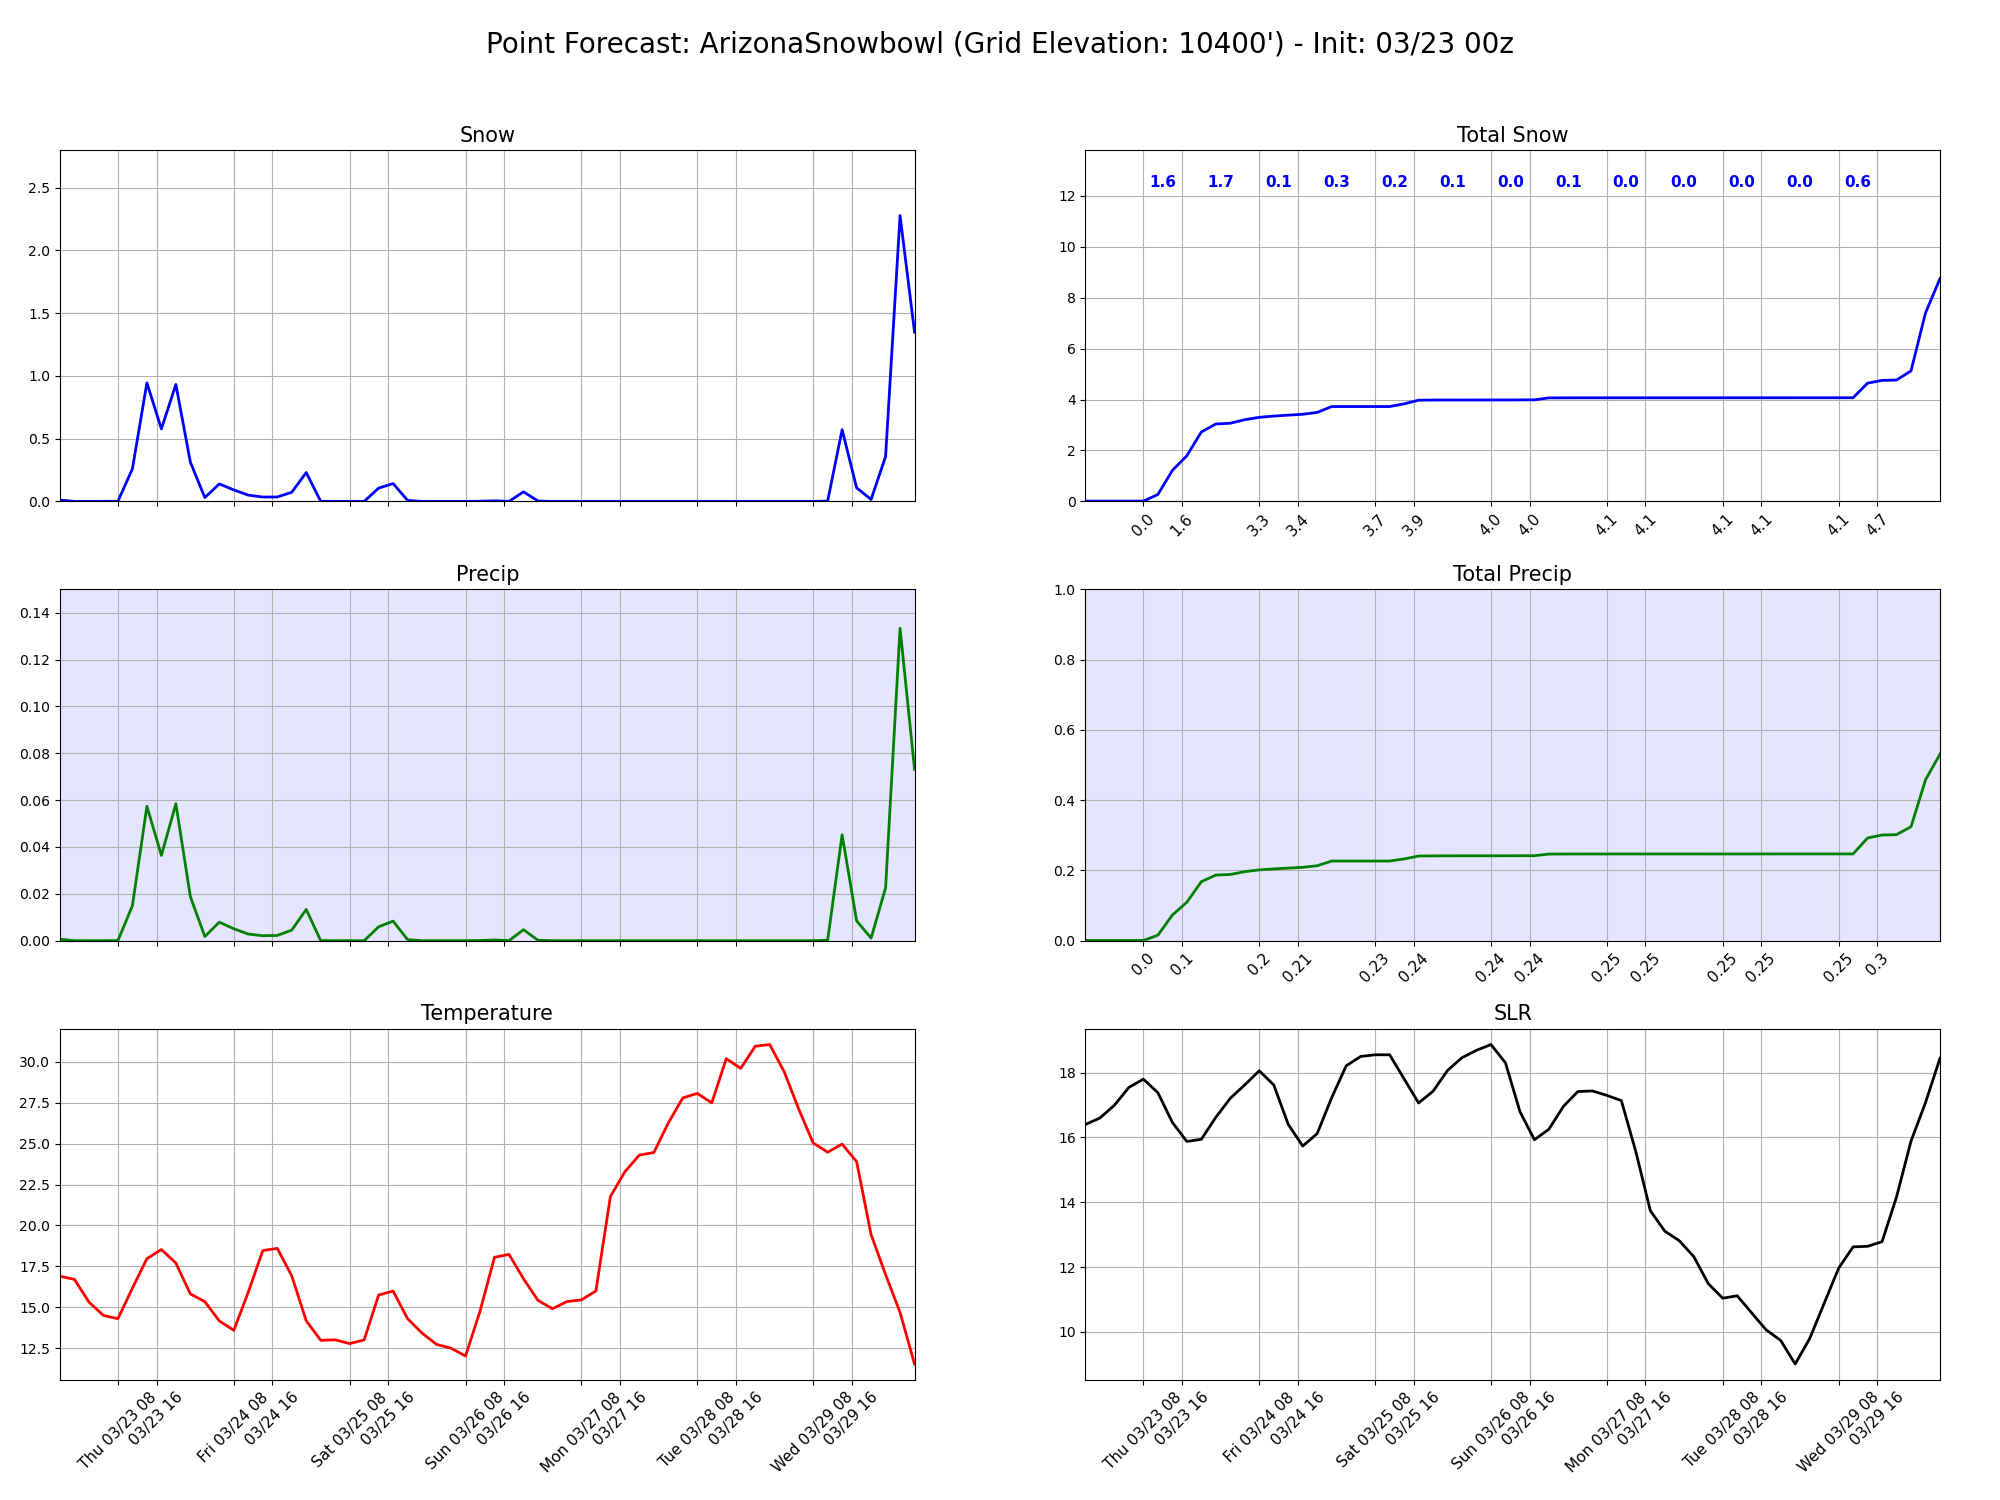 Point Forecast: ArizonaSnowbowl (Grid Elevation: 10400') - Init: 03/23 00z
Snow
2.5
2.0
1.5
1.0
0.5
0.0
Total Snow
1.6 1.7 0.1 0.3 0.2 0.1 0.0 0.1 0.0 0.0 0.0 0.0 0.6
12
10
8
6
4
2
0
0.0 1.6 3.3 3.4 3.7 3.9 4.0 4.0 4.1 4.1 4.1 4.1 4.1 4.7
Precip
0.14
0.12
0.10
0.08
0.06
0.04
0.02
0.00
Total Precip
1.0
0.8
0.6
0.4
0.2
0.0
0.0 0.1 0.2 0.21 0.23 0.24 0.24 0.24 0.25 0.25 0.25 0.25 0.25 0.3
Temperature
30.0
27.5
25.0
22.5
20.0
17.5
15.0
12.5
Thu 03/23 08
03/23 16
Fri 03/24 08
03/24 16
Sat 03/25 08
03/25 16
Sun 03/26 08
03/26 16
Mon 03/27 08
03/27 16
Tue 03/28 08
03/28 16
Wed 03/29 08
03/29 16
SLR
18
16
14
12
10
Thu 03/23 08
03/23 16
Fri 03/24 08
03/24 16
Sat 03/25 08
03/25 16
Sun 03/26 08
03/26 16
Mon 03/27 08
03/27 16
Tue 03/28 08
03/28 16
Wed 03/29 08
03/29 16